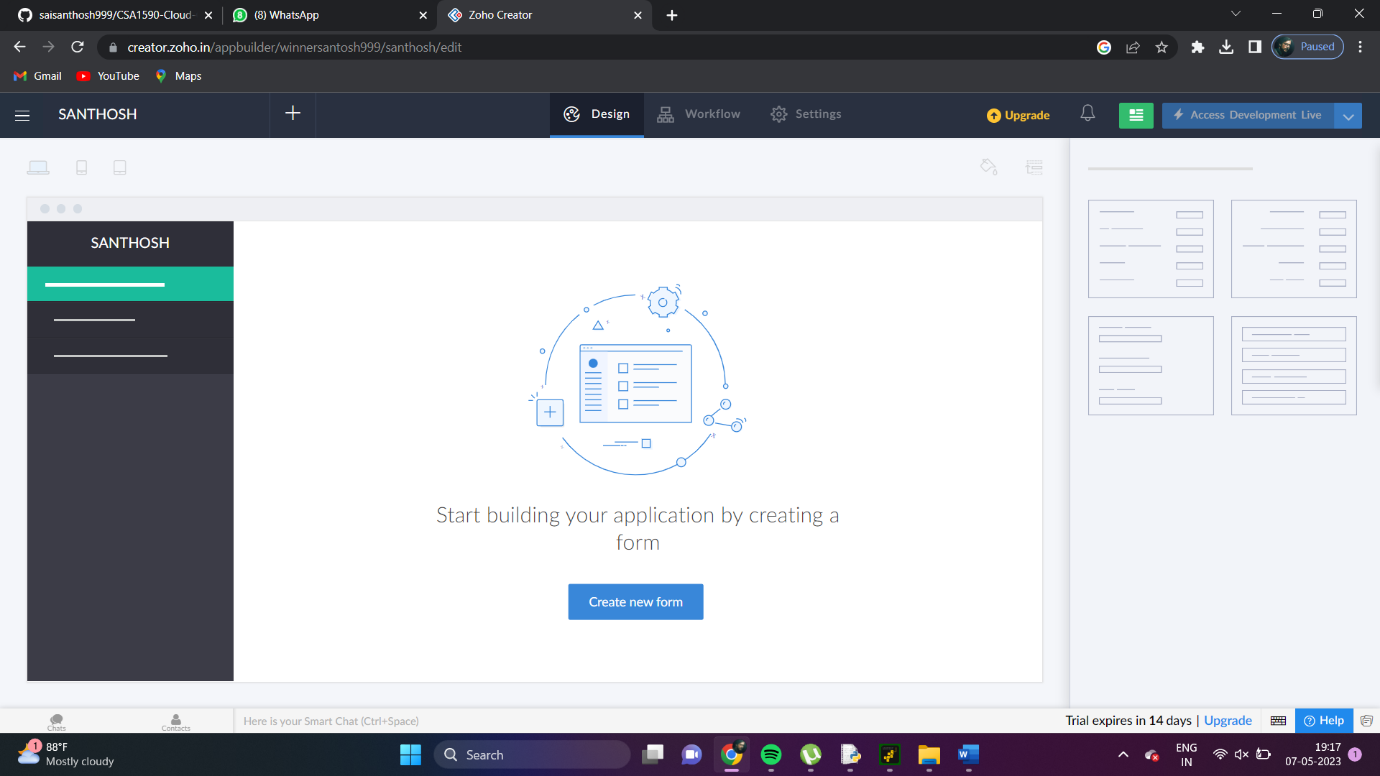 saisanthosh999/CSA1590-Cloud-
(8) WhatsApp
Zoho Creator
creator.zoho.in/appbuilder/winnersantosh999/santhosh/edit
Paused
Gmail
YouTube
Maps
SANTHOSH
Design
Workflow
Settings
Upgrade
Access Development Live
SANTHOSH
Start building your application by creating a
form
Create new form
Chats
Contacts
Here is your Smart Chat (Ctrl+Space)
Trial expires in 14 days | Upgrade
Help
1
88°F
Mostly cloudy
Search
ENG
IN
19:17
07-05-2023
1